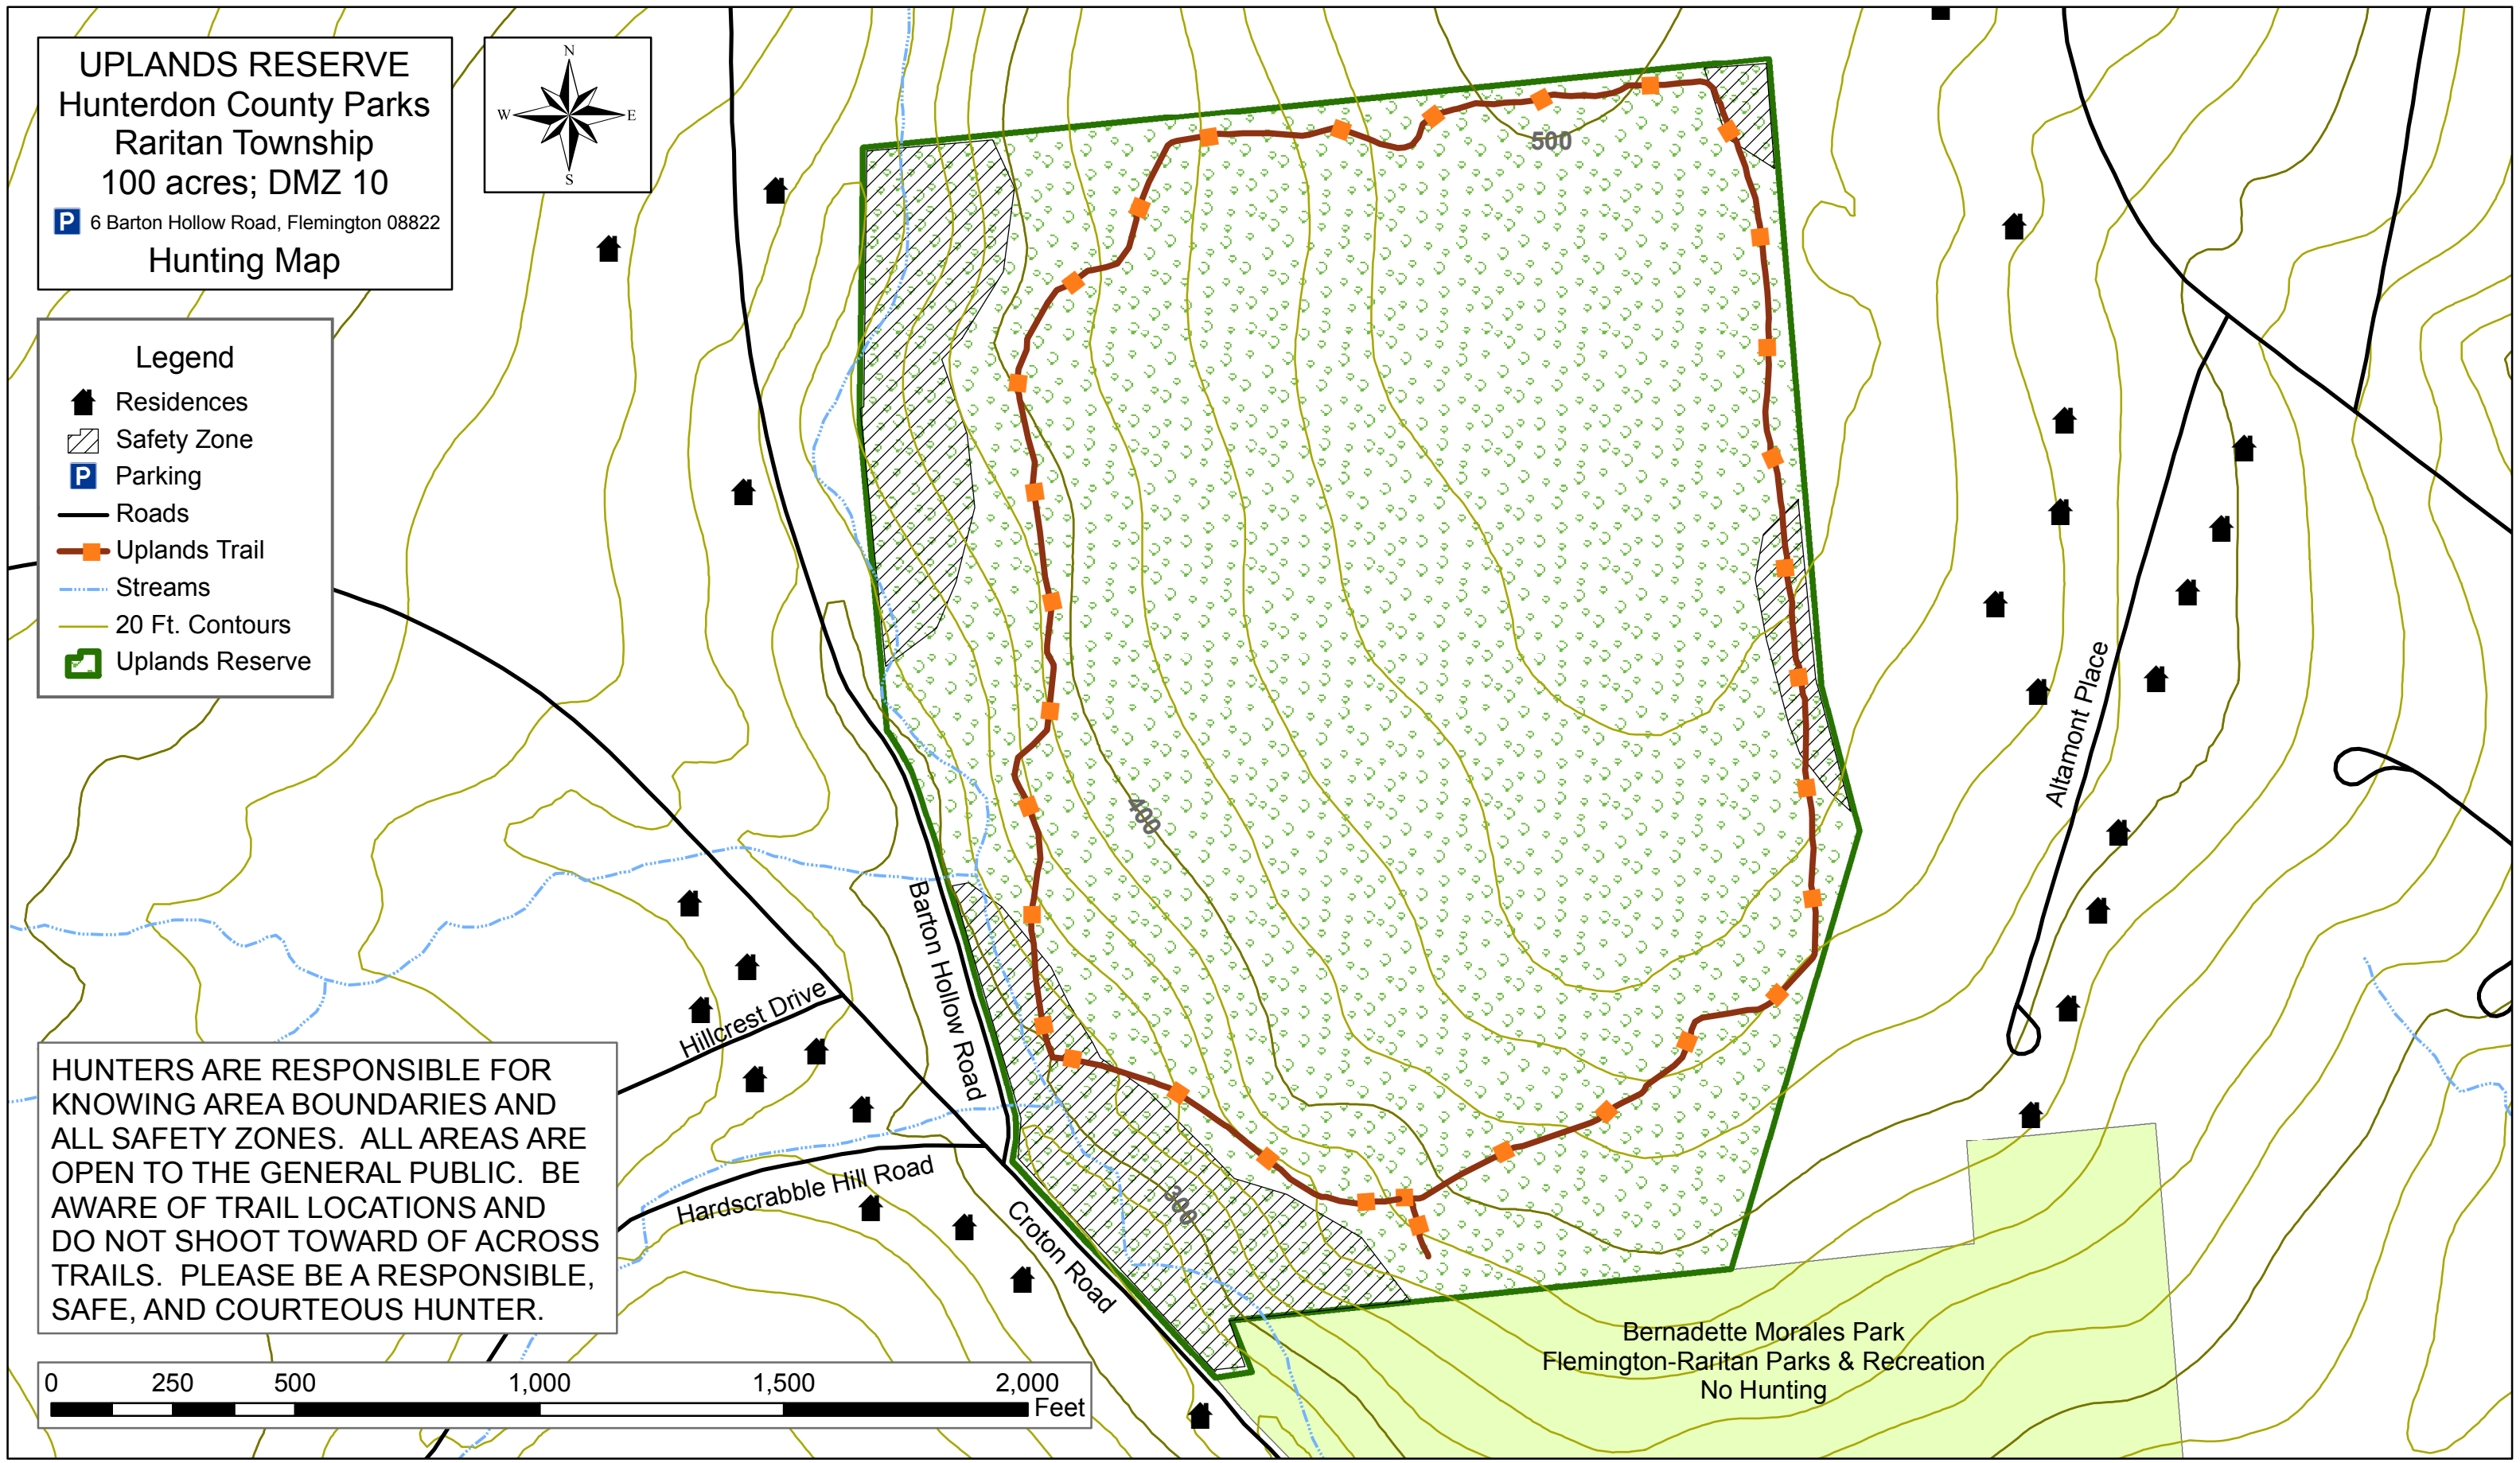 UPLANDS RESERVE
Hunterdon County Parks
Raritan Township
100 acres; DMZ 10
P 6 Barton Hollow Road, Flemington 08822
Hunting Map
N
W E
S
Legend
Residences
Safety Zone
P Parking
Roads
Uplands Trail
Streams
20 Ft. Contours
Uplands Reserve
500
400
300
Altamont Place
Barton Hollow Road
Hillcrest Drive
Hardscrabble Hill Road
Croton Road
HUNTERS ARE RESPONSIBLE FOR
KNOWING AREA BOUNDARIES AND
ALL SAFETY ZONES. ALL AREAS ARE
OPEN TO THE GENERAL PUBLIC. BE
AWARE OF TRAIL LOCATIONS AND
DO NOT SHOOT TOWARD OF ACROSS
TRAILS. PLEASE BE A RESPONSIBLE,
SAFE, AND COURTEOUS HUNTER.
Bernadette Morales Park
Flemington-Raritan Parks & Recreation
No Hunting
0 250 500 1,000 1,500 2,000
Feet